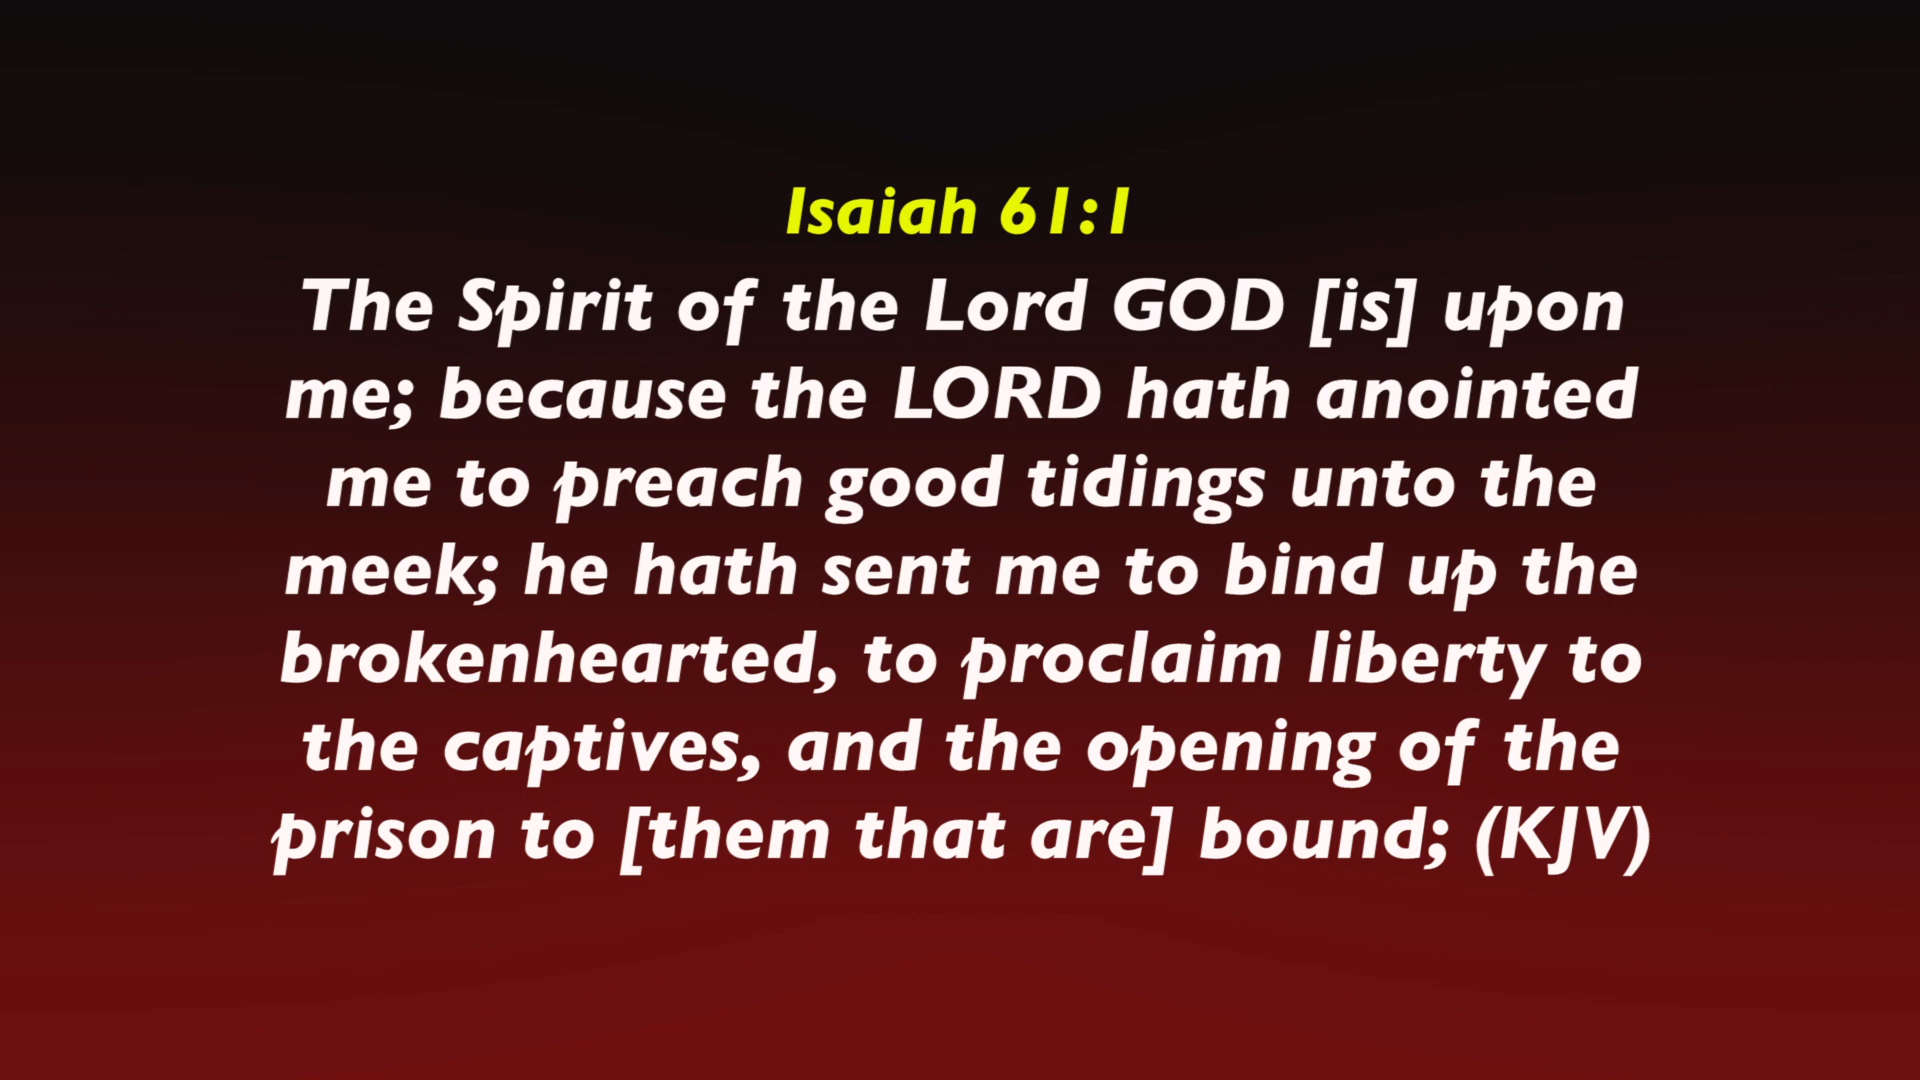 Isaiah 61:1
The Spirit of the Lord GOD [is] upon
me; because the LORD hath anointed
me to preach good tidings unto the
meek; he hath sent me to bind up the
brokenhearted, to proclaim liberty to
the captives, and the opening of the
prison to [them that are] bound; (KJV)